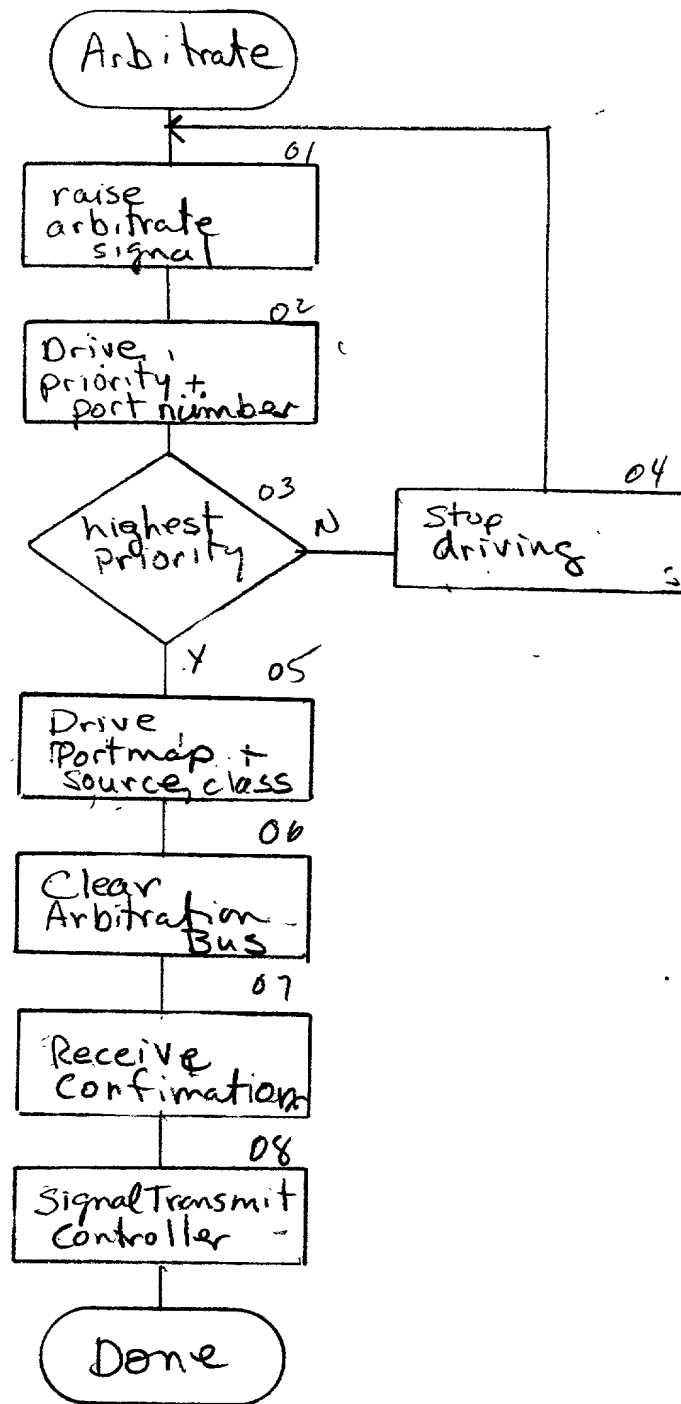 Arbitrate
01
raise
arbitrate
signal
02
Drive
priority +
port number
03
highest
priority
N
04
Stop
driving
Y
05
Drive
Portmap +
source class
06
Clear
Arbitration
Bus
07
Receive
Confimation
08
Signal Transmit
Controller
Done